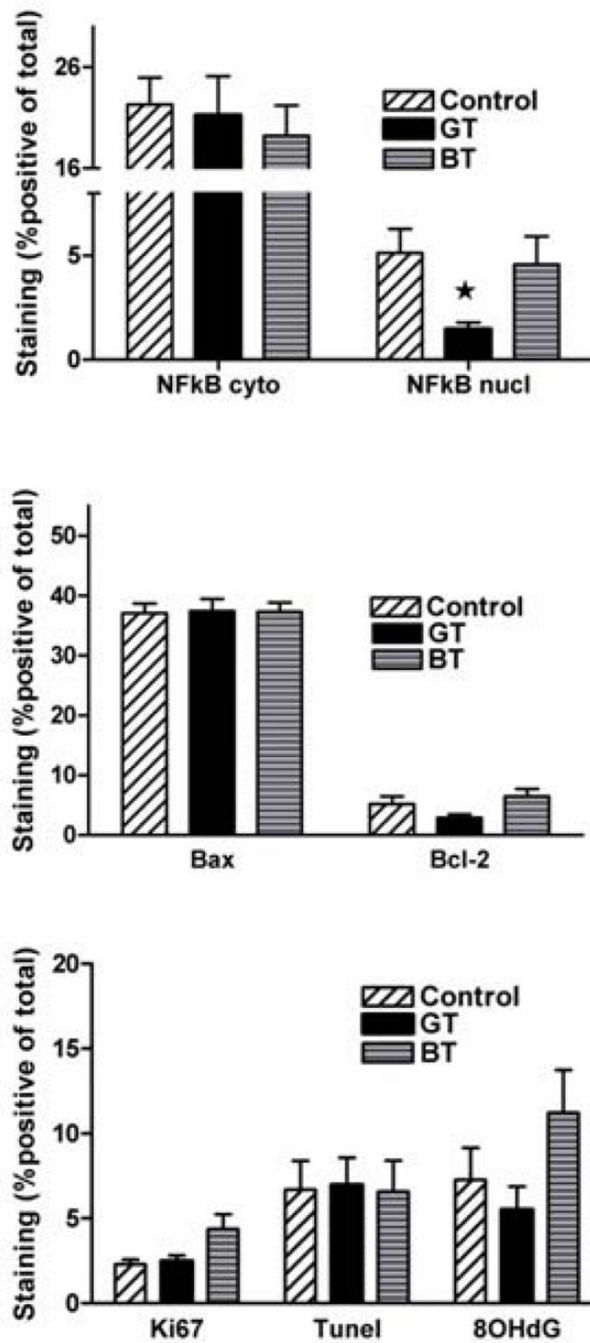 Staining (%positive of total)
26
16
5
0
Control
GT
BT
★
NFkB cyto
NFkB nucl
Staining (%positive of total)
50
40
30
20
10
0
Control
GT
BT
Bax
Bcl-2
Staining (%positive of total)
20
15
10
5
0
Control
GT
BT
Ki67
Tunel
8OHdG